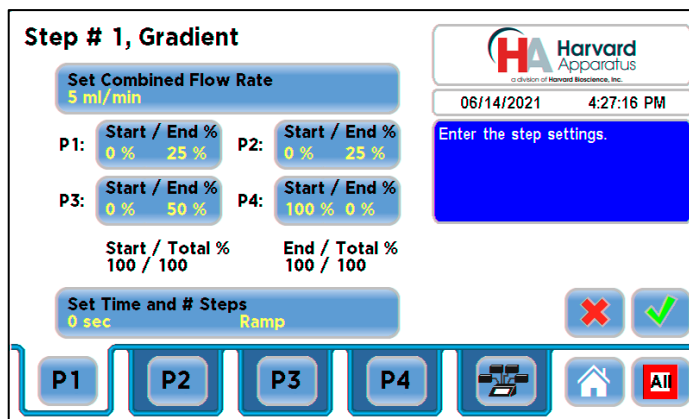 Step # 1, Gradient
HA Harvard
Apparatus
a division of Harvard Bioscience, Inc.
Set Combined Flow Rate
5 ml/min
06/14/2021 4:27:16 PM
Enter the step settings.
P1: Start / End %
0 % 25 %
P2: Start / End %
0 % 25 %
P3: Start / End %
0 % 50 %
P4: Start / End %
100 % 0 %
Start / Total %
100 / 100
End / Total %
100 / 100
Set Time and # Steps
0 sec Ramp
P1 P2 P3 P4 All